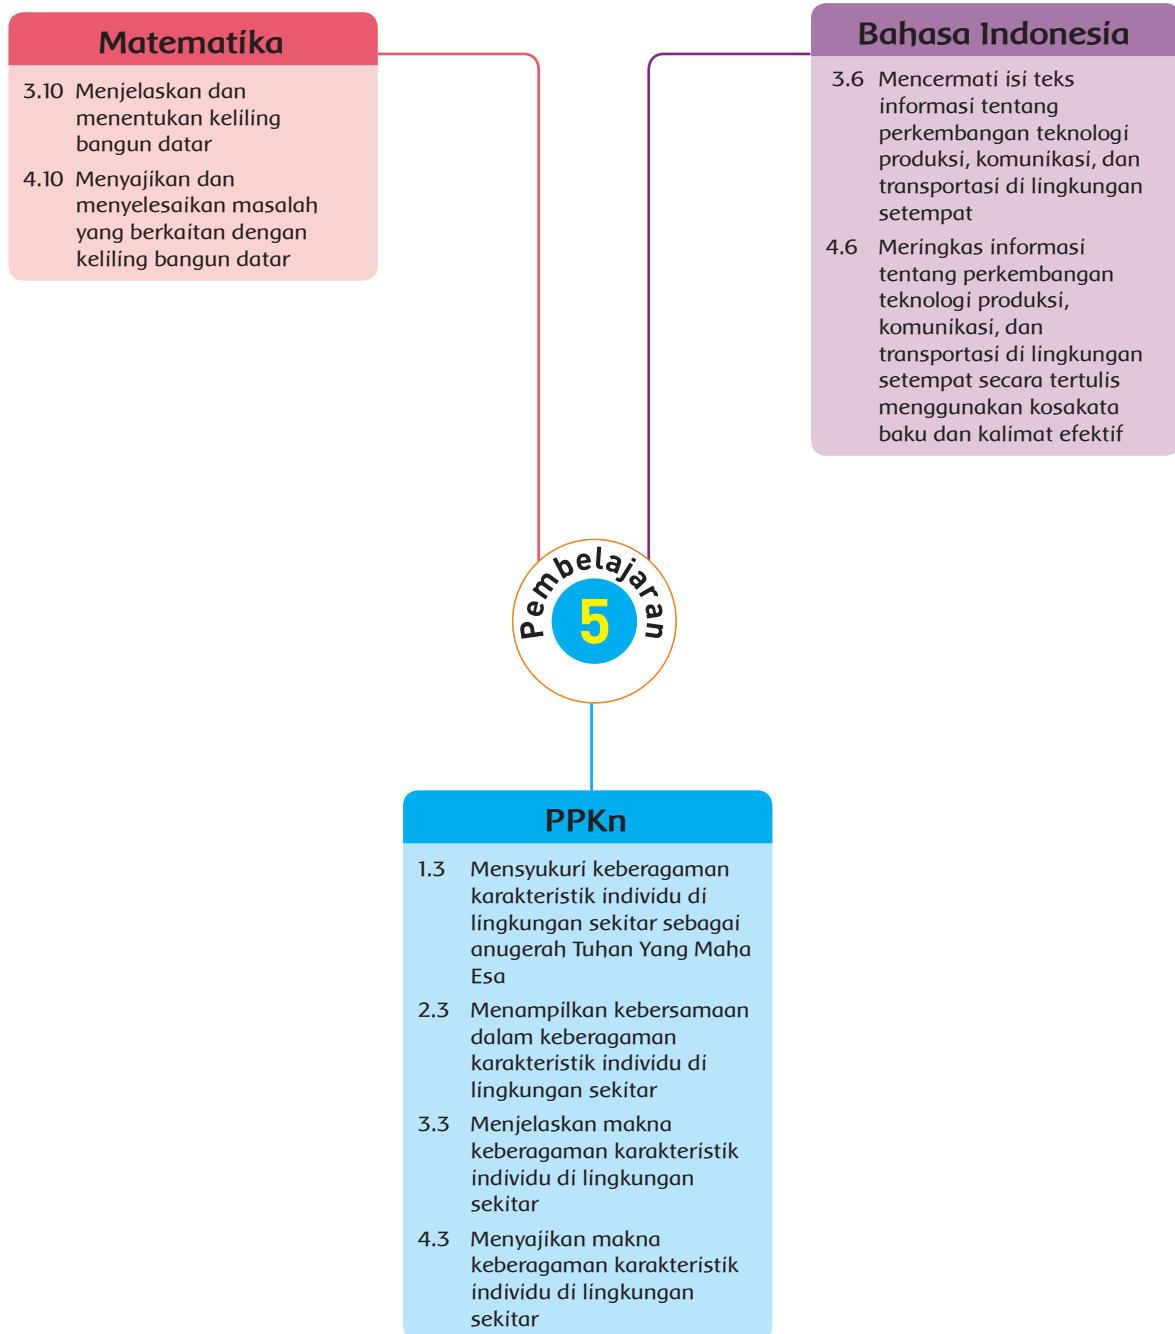 Matematika
3.10 Menjelaskan dan
menentukan keliling
bangun datar
4.10 Menyajikan dan
menyelesaikan masalah
yang berkaitan dengan
keliling bangun datar
Bahasa Indonesia
3.6 Mencermati isi teks
informasi tentang
perkembangan teknologi
produksi, komunikasi, dan
transportasi di lingkungan
setempat
4.6 Meringkas informasi
tentang perkembangan
teknologi produksi,
komunikasi, dan
transportasi di lingkungan
setempat secara tertulis
menggunakan kosakata
baku dan kalimat efektif
Pembelajaran
5
PPKn
1.3 Mensyukuri keberagaman
karakteristik individu di
lingkungan sekitar sebagai
anugerah Tuhan Yang Maha
Esa
2.3 Menampilkan kebersamaan
dalam keberagaman
karakteristik individu di
lingkungan sekitar
3.3 Menjelaskan makna
keberagaman karakteristik
individu di lingkungan
sekitar
4.3 Menyajikan makna
keberagaman karakteristik
individu di lingkungan
sekitar